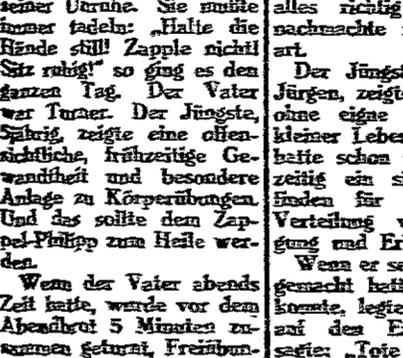 seiner Unruhe. Sie mußte
immer tadeln: „Halte die
Hände still! Zapple nicht!
Sitz ruhig!“ so ging es den
ganzen Tag. Der Vater
war Turner. Der Jüngste,
5jährig, zeigte eine offen-
sichtliche, frühzeitige Ge-
wandtheit und besondere
Anlage zu Körperübungen.
Und das sollte dem Zap-
pel-Philipp zum Heile wer-
den.
Wenn der Vater abends
Zeit hatte, wurde vor dem
Abendbrot 5 Minuten zu-
sammen geturnt, Freiübun-
alles richtig
nachmachte
art.
Der Jüngst
Jürgen, zeigt
ohne eigne
kleiner Leber
hatte schon
zeitig ein s
finden für
Verteilung
gung und Er
Wenn er se
gemacht hatt
konnte, legte
auf den E
sagte: „Tote